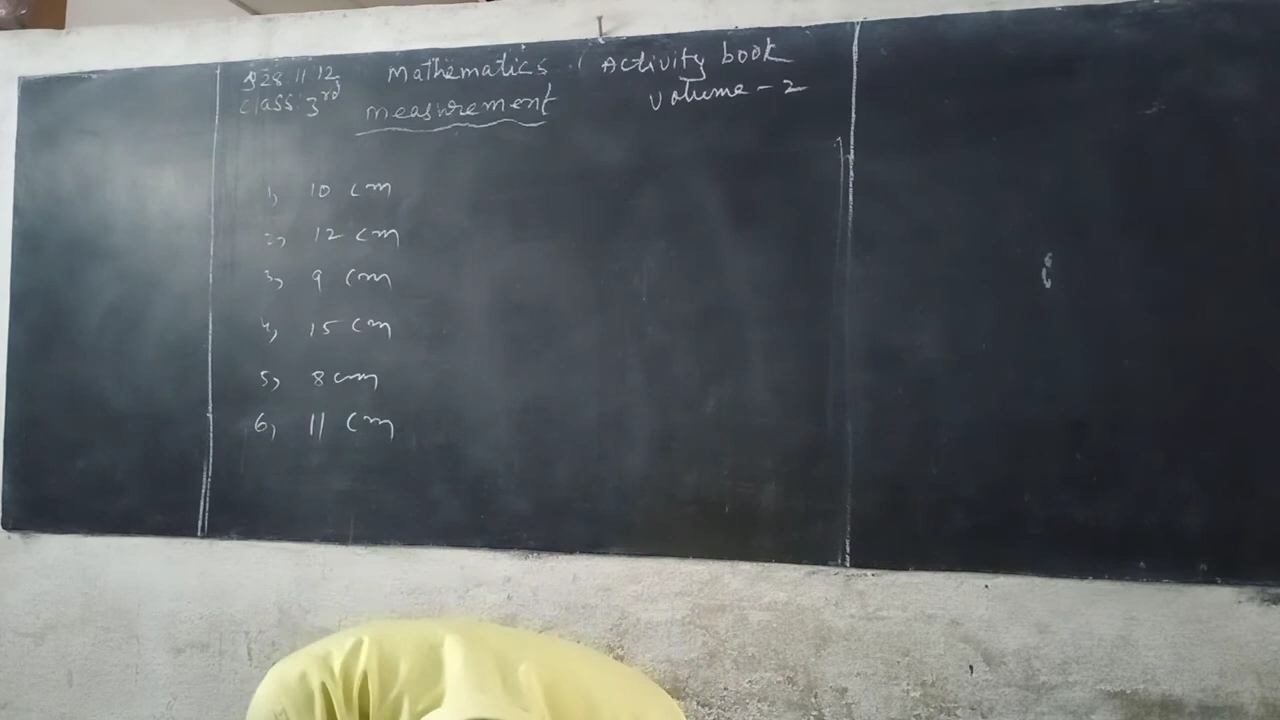 28 11 12 Mathematics ( Activity book
Class: 3rd measurement Volume - 2
1, 10 cm
2, 12 cm
3, 9 cm
4, 15 cm
5, 8 cm
6, 11 cm